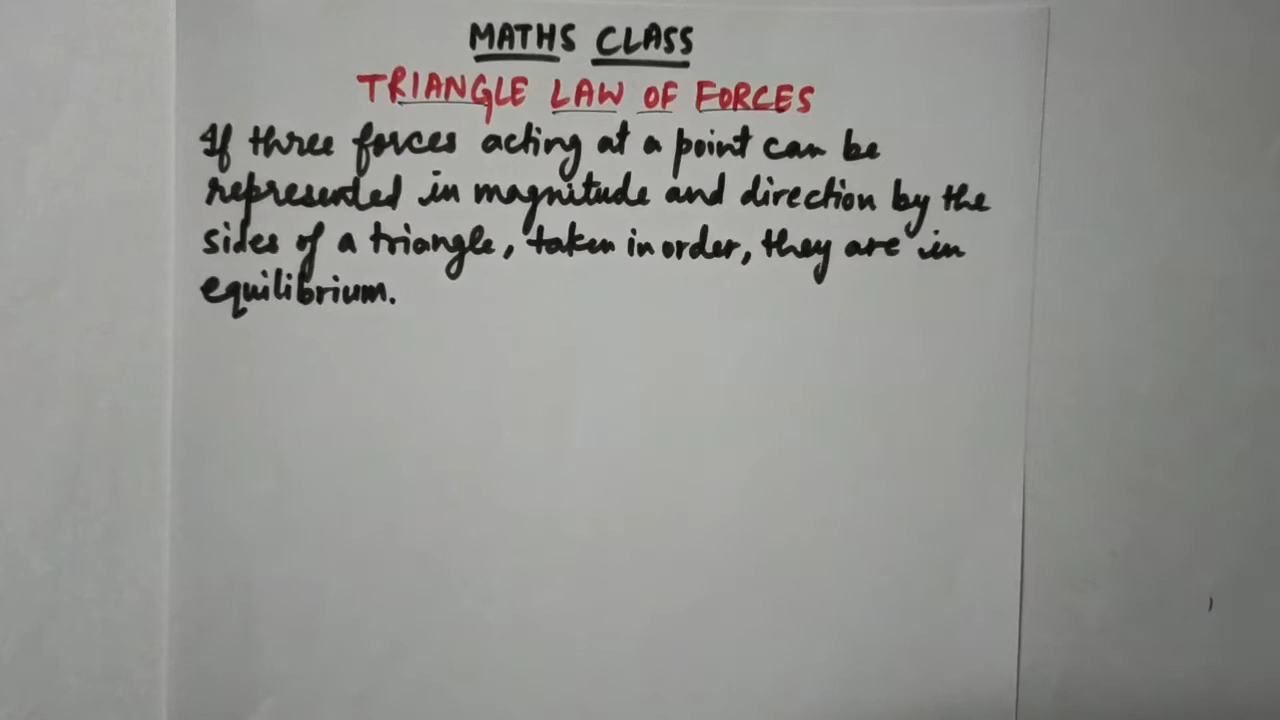 MATHS CLASS
TRIANGLE LAW OF FORCES
If three forces acting at a point can be
represented in magnitude and direction by the
sides of a triangle, taken in order, they are in
equilibrium.